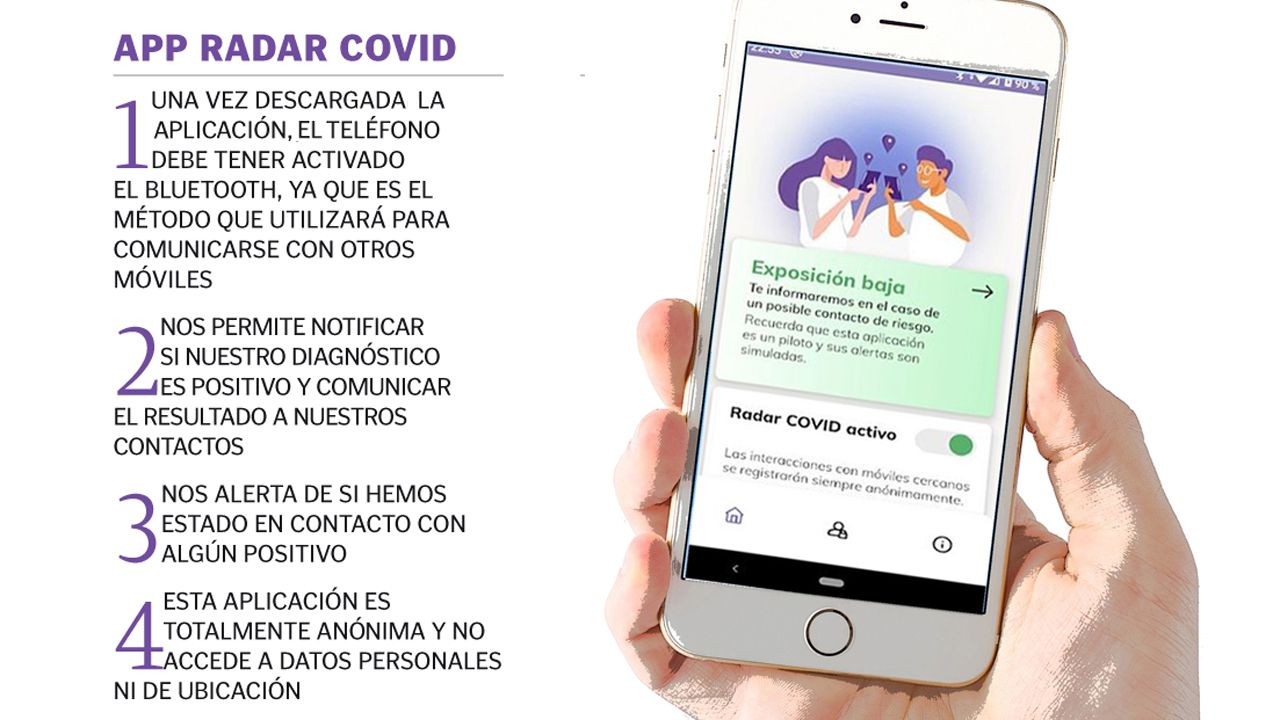 APP RADAR COVID
1 UNA VEZ DESCARGADA LA
APLICACIÓN, EL TELÉFONO
DEBE TENER ACTIVADO
EL BLUETOOTH, YA QUE ES EL
MÉTODO QUE UTILIZARÁ PARA
COMUNICARSE CON OTROS
MÓVILES
2 NOS PERMITE NOTIFICAR
SI NUESTRO DIAGNÓSTICO
ES POSITIVO Y COMUNICAR
EL RESULTADO A NUESTROS
CONTACTOS
3 NOS ALERTA DE SI HEMOS
ESTADO EN CONTACTO CON
ALGÚN POSITIVO
4 ESTA APLICACIÓN ES
TOTALMENTE ANÓNIMA Y NO
ACCEDE A DATOS PERSONALES
NI DE UBICACIÓN
90 %
Exposición baja
Te informaremos en el caso de
un posible contacto de riesgo.
Recuerda que esta aplicación
es un piloto y sus alertas son
simuladas.
Radar COVID activo
Las interacciones con móviles cercanos
se registrarán siempre anónimamente.